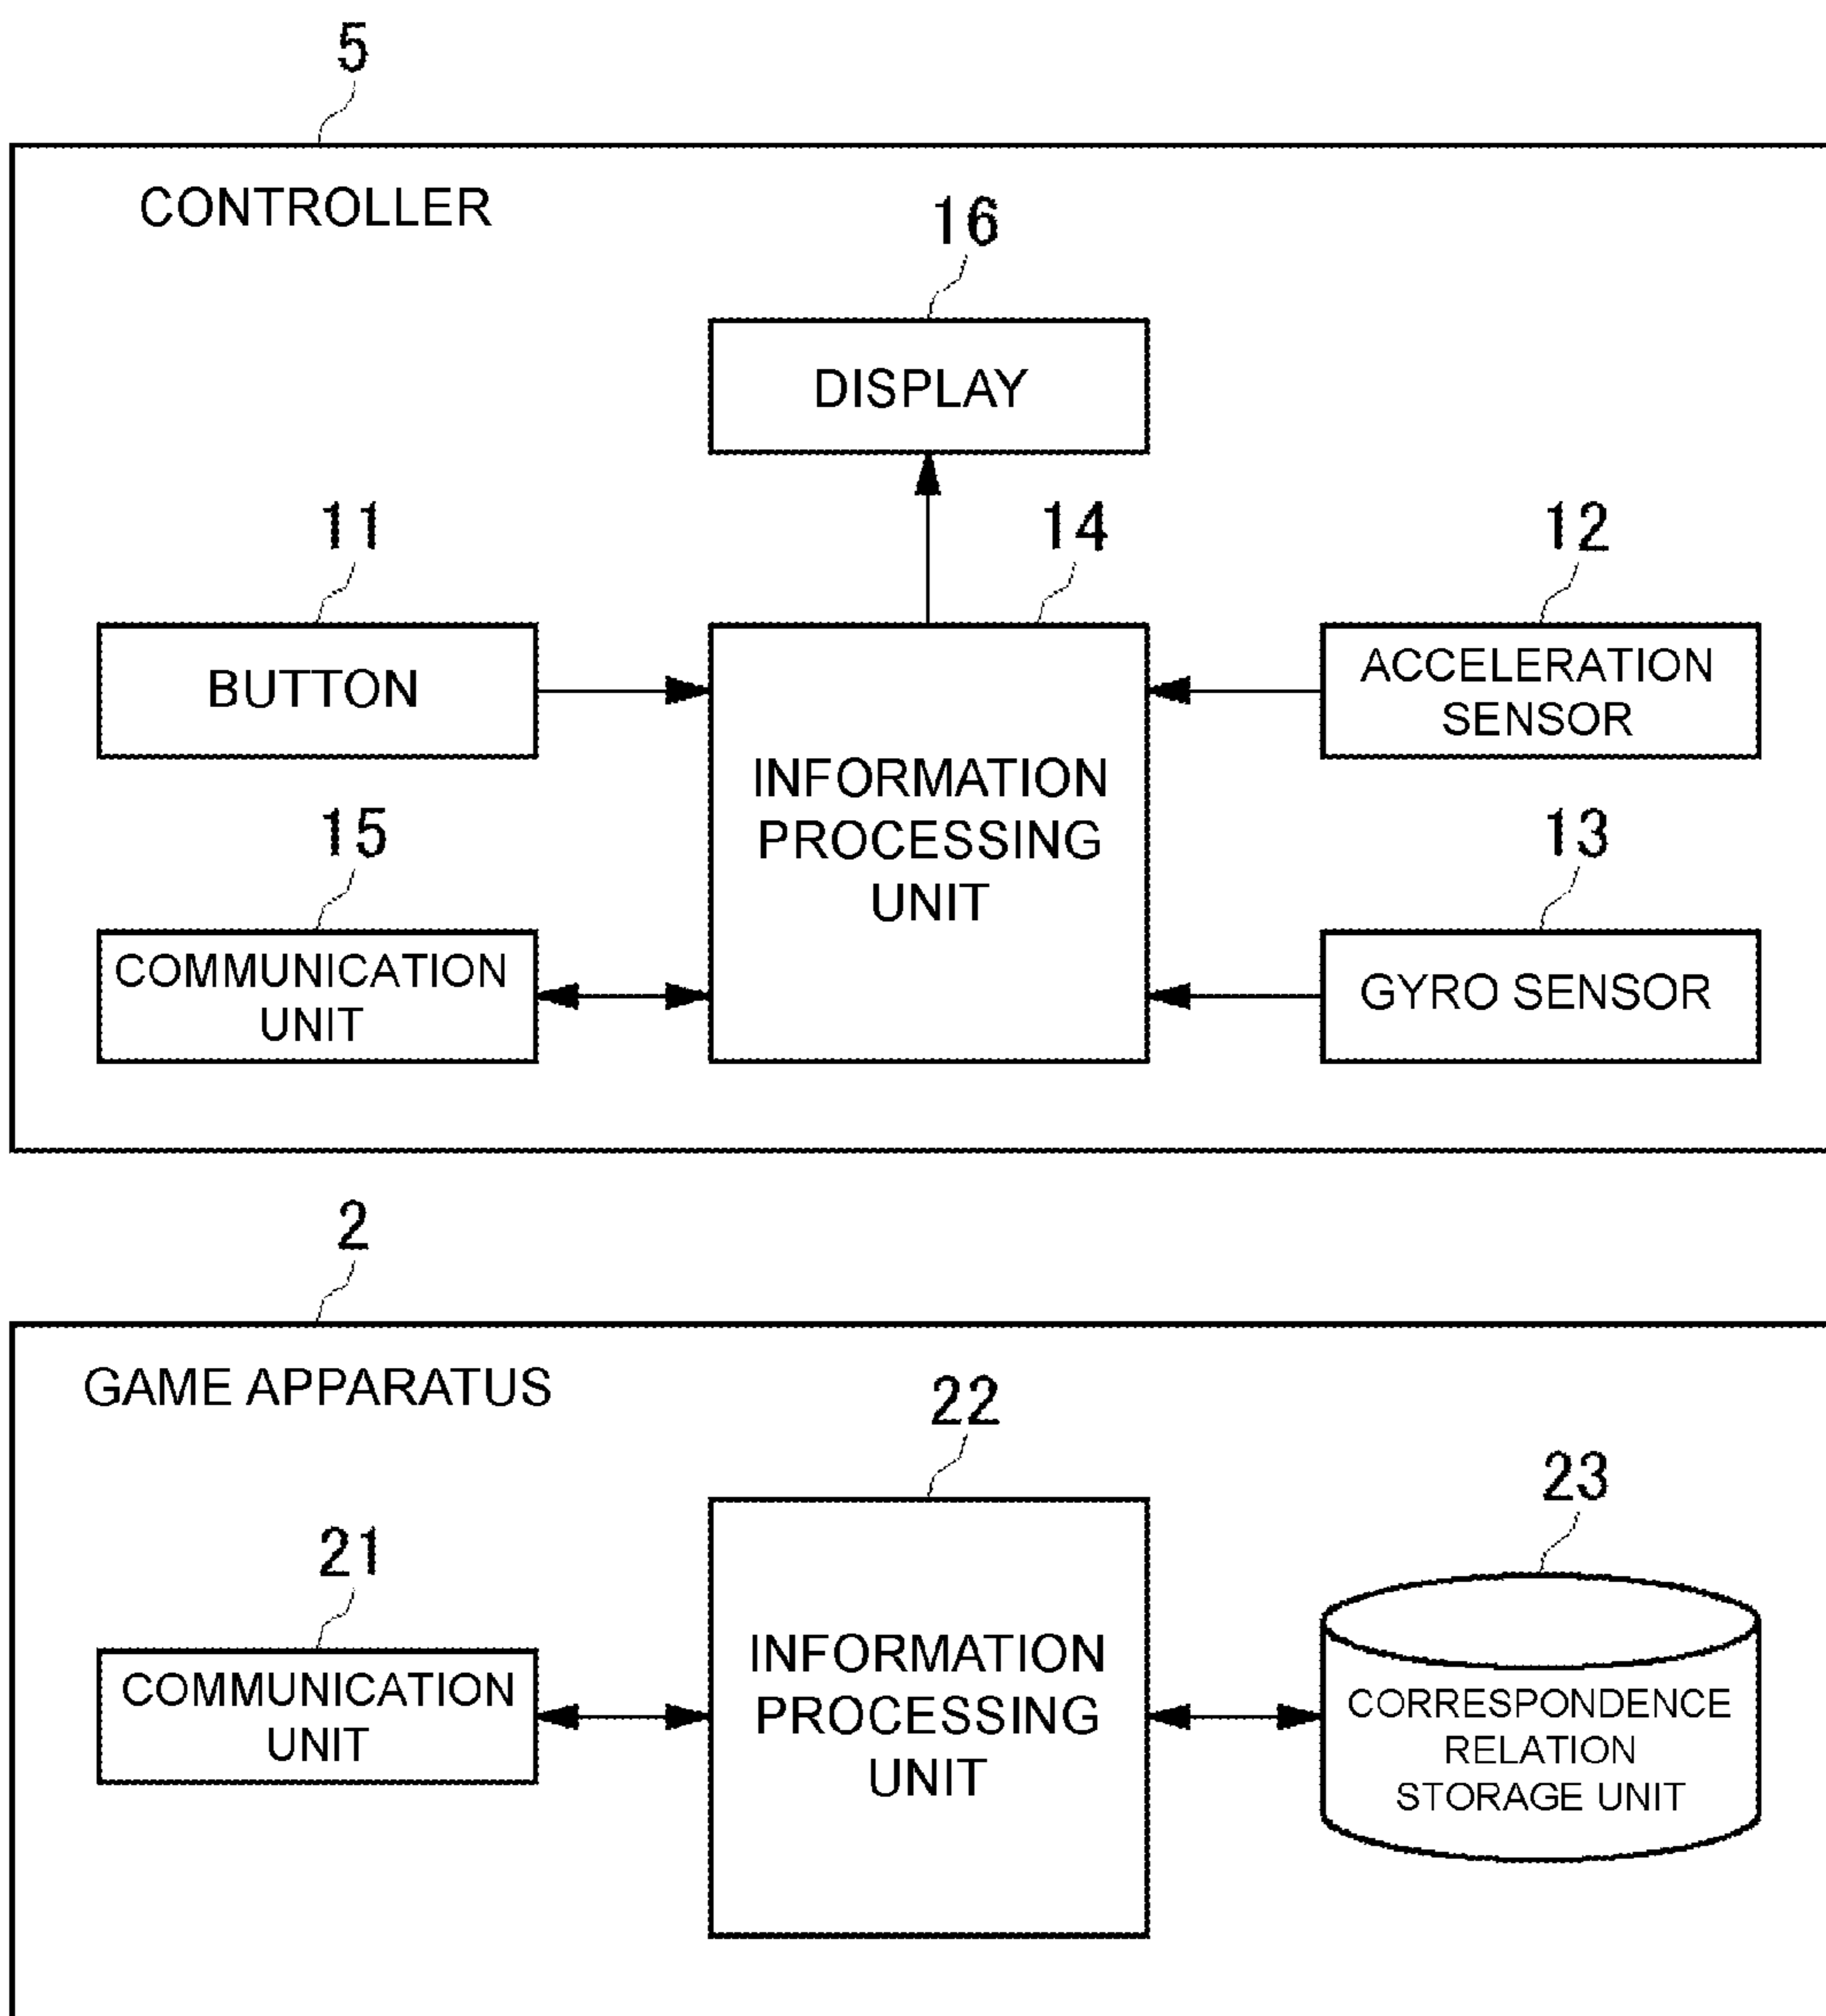 5
CONTROLLER
16
DISPLAY
11
14
12
BUTTON
ACCELERATION
SENSOR
INFORMATION
PROCESSING
UNIT
15
13
COMMUNICATION
UNIT
GYRO SENSOR
2
GAME APPARATUS
22
23
21
COMMUNICATION
UNIT
INFORMATION
PROCESSING
UNIT
CORRESPONDENCE
RELATION
STORAGE UNIT